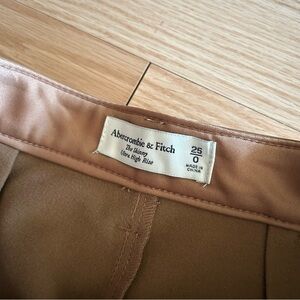 Abercrombie & Fitch
The Skinny
Ultra High Rise
25
0
MADE IN
CHINA